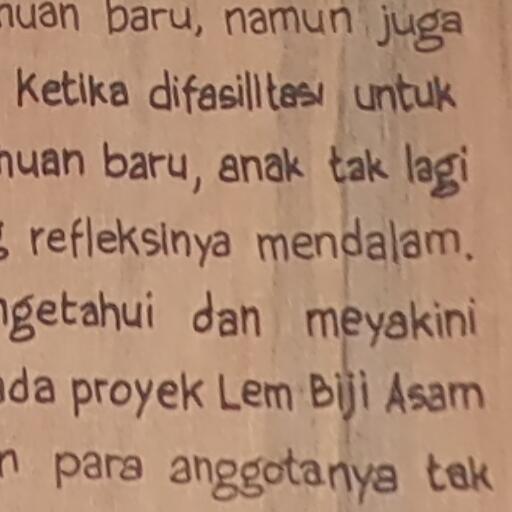 nuan baru, namun juga
Ketika difasilitasi untuk
nuan baru, anak tak lagi
g refleksinya mendalam.
ngetahui dan meyakini
ada proyek Lem Biji Asam
n para anggotanya tak